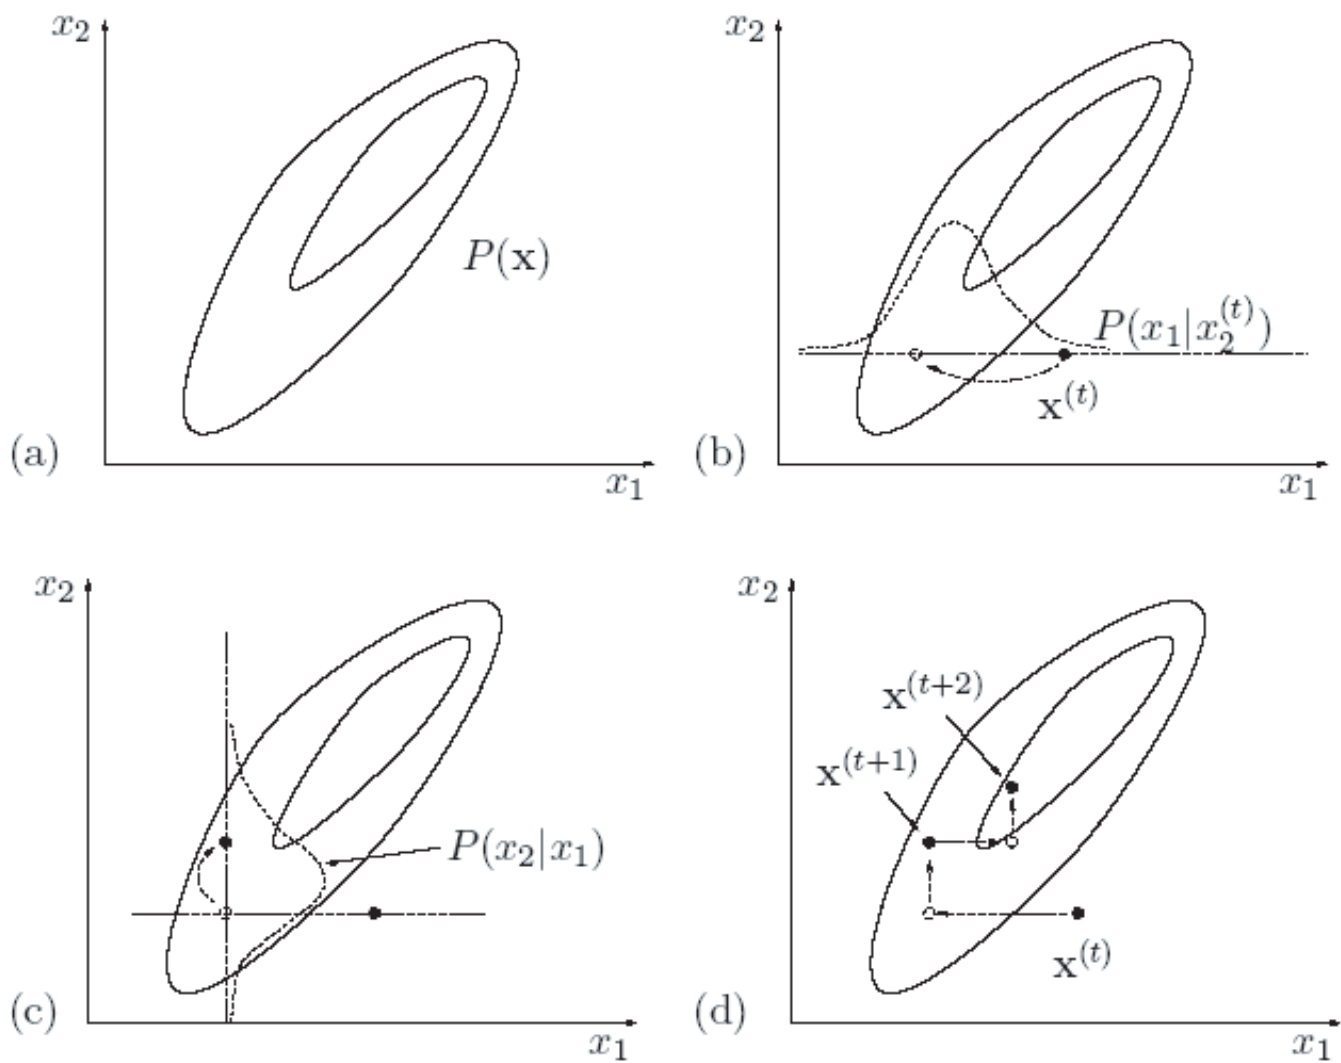 x₂
P(x)
(a)
x₁
x₂
P(x₁|x₂⁽ᵗ⁾)
x⁽ᵗ⁾
(b)
x₁
x₂
P(x₂|x₁)
(c)
x₁
x₂
x⁽ᵗ⁺²⁾
x⁽ᵗ⁺¹⁾
x⁽ᵗ⁾
(d)
x₁